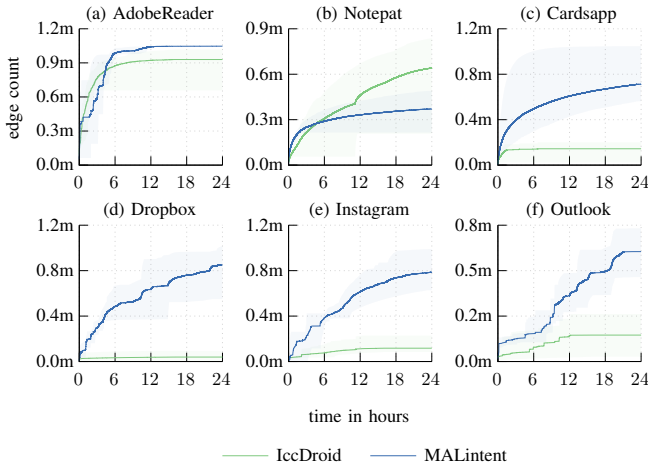 (a) AdobeReader (b) Notepat (c) Cardsapp
edge count
1.2m 0.9m 0.6m 0.3m 0.0m
0 6 12 18 24
0.9m 0.6m 0.3m 0.0m
0 6 12 18 24
1.2m 0.9m 0.6m 0.3m 0.0m
0 6 12 18 24
(d) Dropbox (e) Instagram (f) Outlook
1.2m 0.8m 0.4m 0.0m
0 6 12 18 24
1.2m 0.8m 0.4m 0.0m
0 6 12 18 24
0.8m 0.5m 0.2m 0.0m
0 6 12 18 24
time in hours
IccDroid MALintent